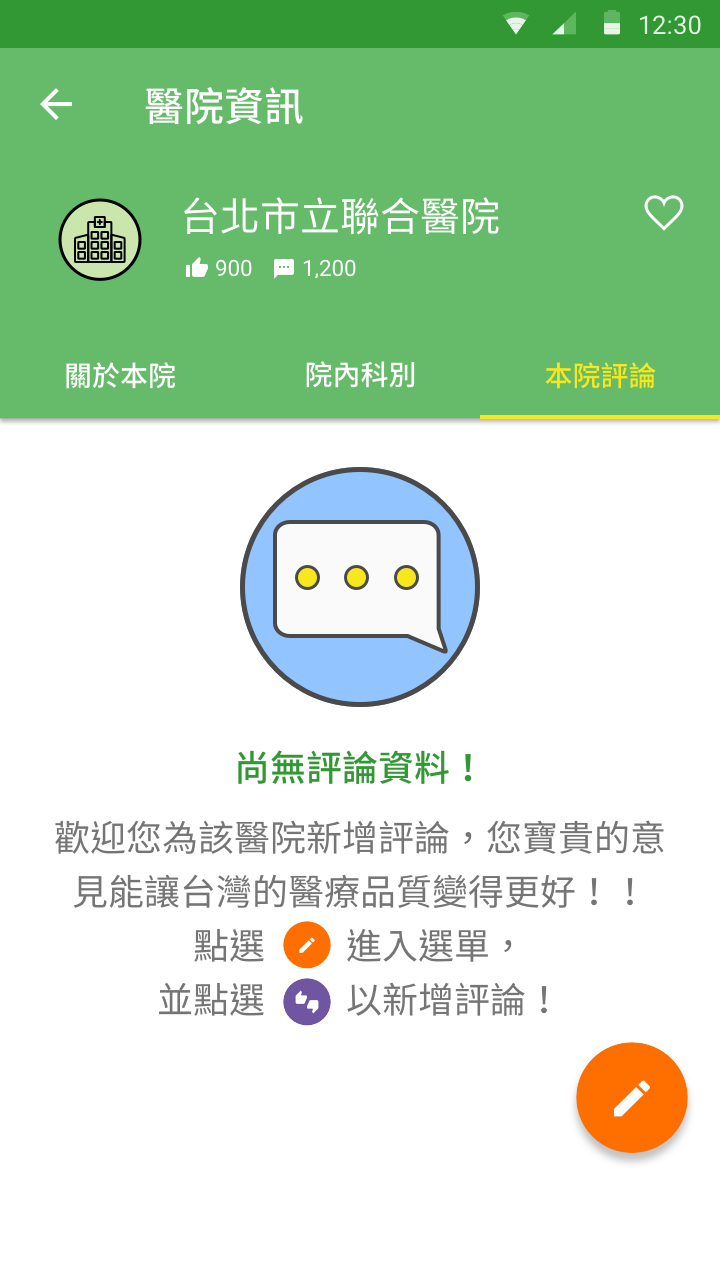 12:30
醫院資訊
台北市立聯合醫院
900 1,200
關於本院 院內科別 本院評論
尚無評論資料！
歡迎您為該醫院新增評論，您寶貴的意
見能讓台灣的醫療品質變得更好！！
點選 進入選單，
並點選 以新增評論！